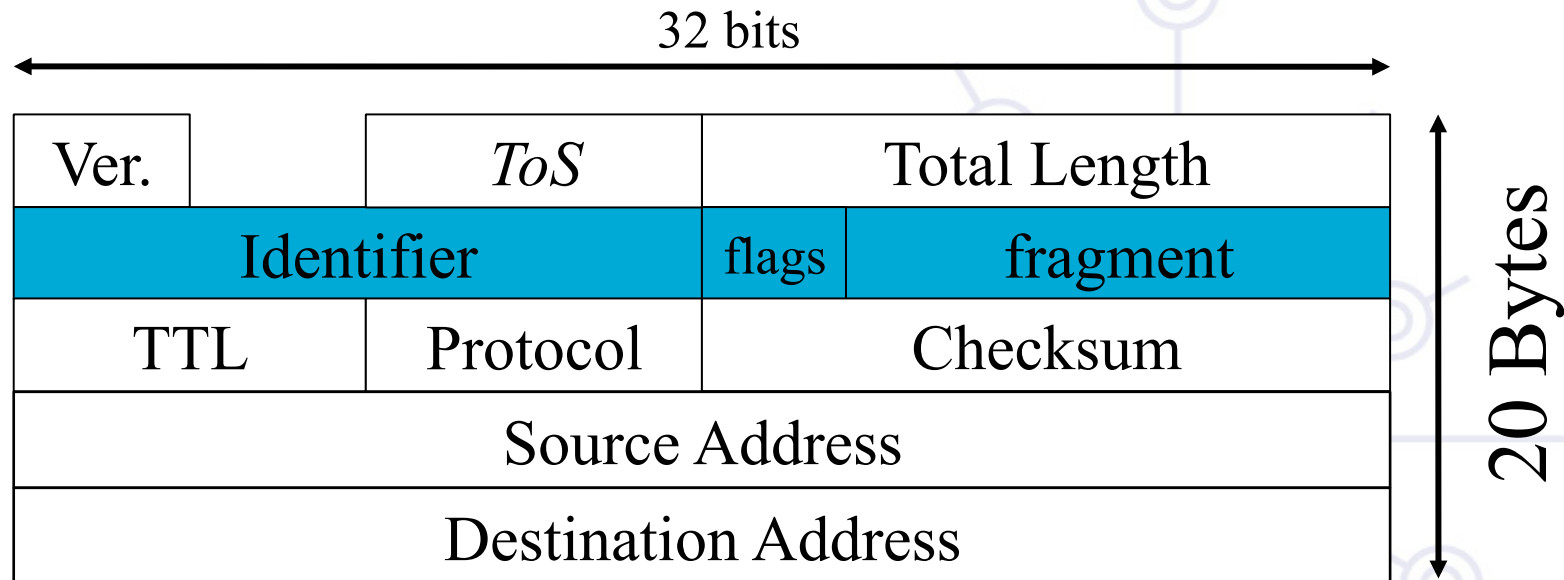 32 bits
Ver. ToS Total Length
Identifier flags fragment
TTL Protocol Checksum
Source Address
Destination Address
20 Bytes